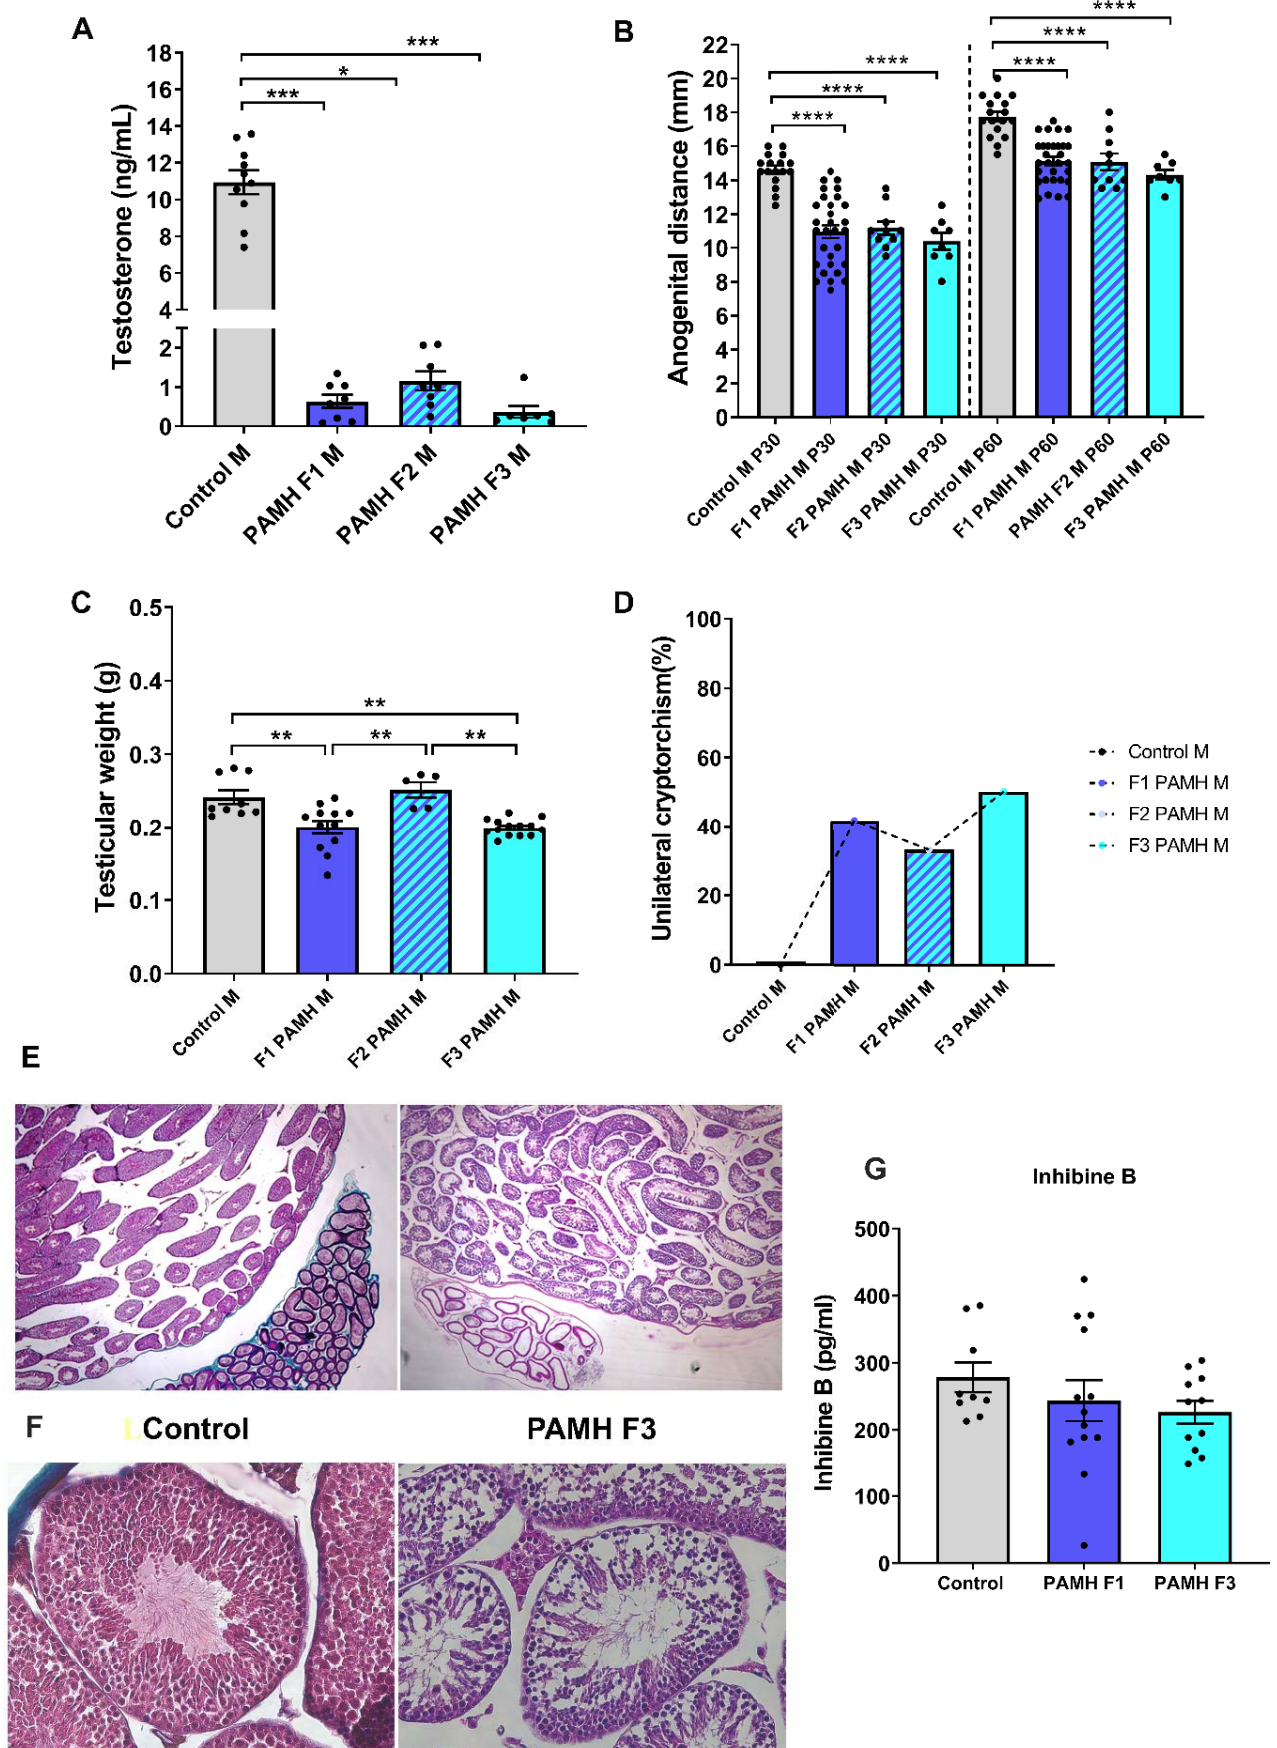 A
Testosterone (ng/mL)
18
16
14
12
10
8
6
4
2
1
0
***
*
***
Control M
PAMH F1 M
PAMH F2 M
PAMH F3 M
B
Anogenital distance (mm)
22
20
18
16
14
12
10
8
6
4
2
0
****
****
****
****
****
****
Control M P30
F1 PAMH M P30
F2 PAMH M P30
F3 PAMH M P30
Control M P60
F1 PAMH M P60
PAMH F2 M P60
F3 PAMH M P60
C
Testicular weight (g)
0.5
0.4
0.3
0.2
0.1
0.0
**
**
**
**
Control M
F1 PAMH M
F2 PAMH M
F3 PAMH M
D
Unilateral cryptorchism(%)
100
80
60
40
20
0
Control M
F1 PAMH M
F2 PAMH M
F3 PAMH M
Control M
F1 PAMH M
F2 PAMH M
F3 PAMH M
E
F
LControl
PAMH F3
G
Inhibine B
Inhibine B (pg/ml)
500
400
300
200
100
0
Control
PAMH F1
PAMH F3